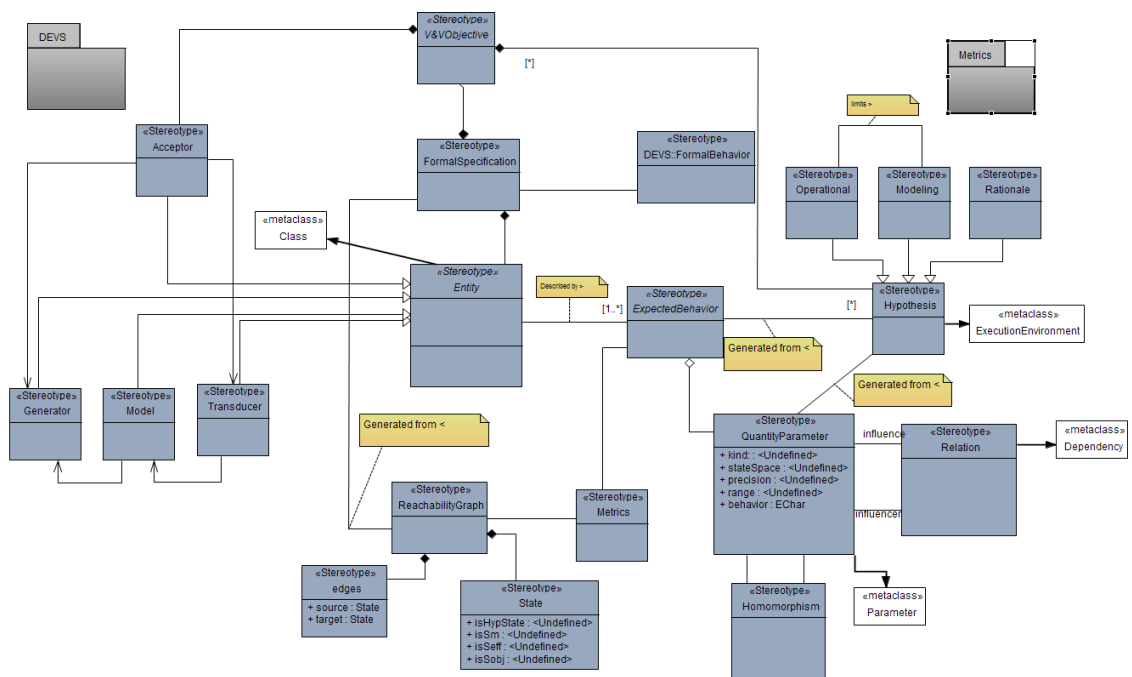 DEVS
«Stereotype»
V&VObjective
[*]
Metrics
limits >
«Stereotype»
Acceptor
«Stereotype»
FormalSpecification
«Stereotype»
DEVS::FormalBehavior
«Stereotype»
Operational
«Stereotype»
Modeling
«Stereotype»
Rationale
«metaclass»
Class
«Stereotype»
Entity
Described by >
[1..*]
«Stereotype»
ExpectedBehavior
[*]
«Stereotype»
Hypothesis
«metaclass»
ExecutionEnvironment
Generated from <
Generated from <
«Stereotype»
Generator
«Stereotype»
Model
«Stereotype»
Transducer
Generated from <
«Stereotype»
QuantityParameter
+ kind: : <Undefined>
+ stateSpace : <Undefined>
+ precision : <Undefined>
+ range : <Undefined>
+ behavior : EChar
influence
influencer
«Stereotype»
Relation
«metaclass»
Dependency
«Stereotype»
ReachabilityGraph
«Stereotype»
Metrics
«Stereotype»
edges
+ source : State
+ target : State
«Stereotype»
State
+ isHypState : <Undefined>
+ isSm : <Undefined>
+ isSeff : <Undefined>
+ isSobj : <Undefined>
«Stereotype»
Homomorphism
«metaclass»
Parameter